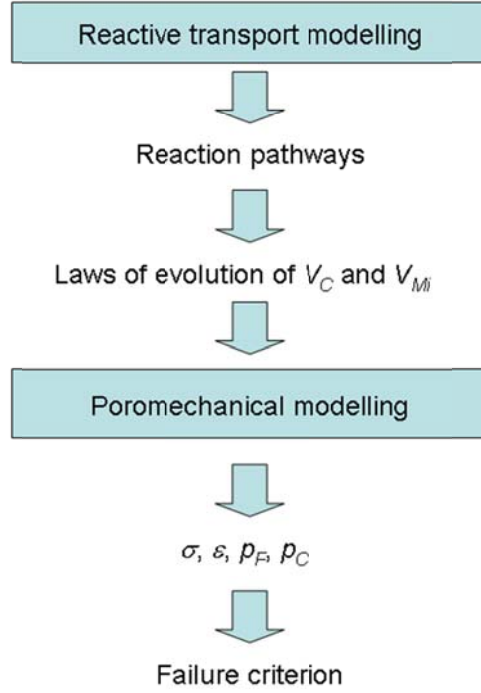 Reactive transport modelling
Reaction pathways
Laws of evolution of V_C and V_Mi
Poromechanical modelling
σ, ε, p_F, p_C
Failure criterion